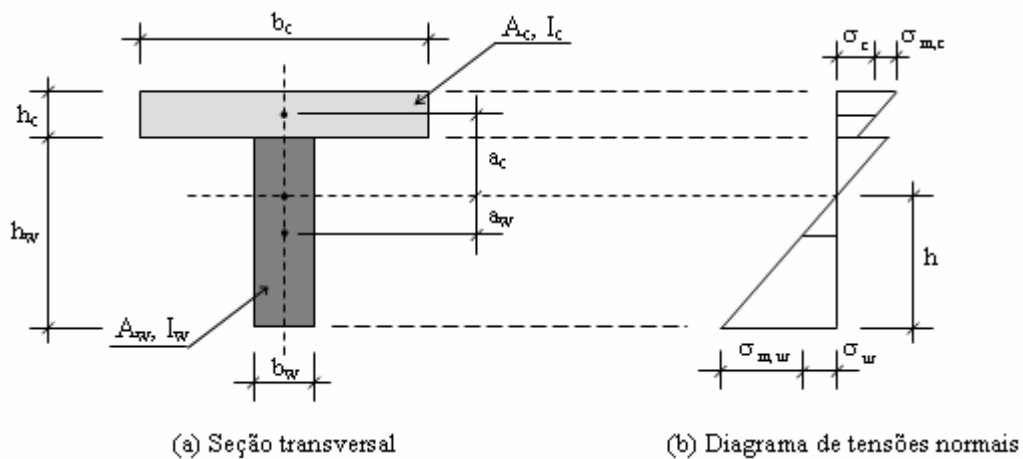 b_c
A_c, I_c
σ_c
σ_m,c
h_c
a_c
h_w
a_w
h
A_w, I_w
b_w
σ_m,w
σ_w
(a) Seção transversal
(b) Diagrama de tensões normais